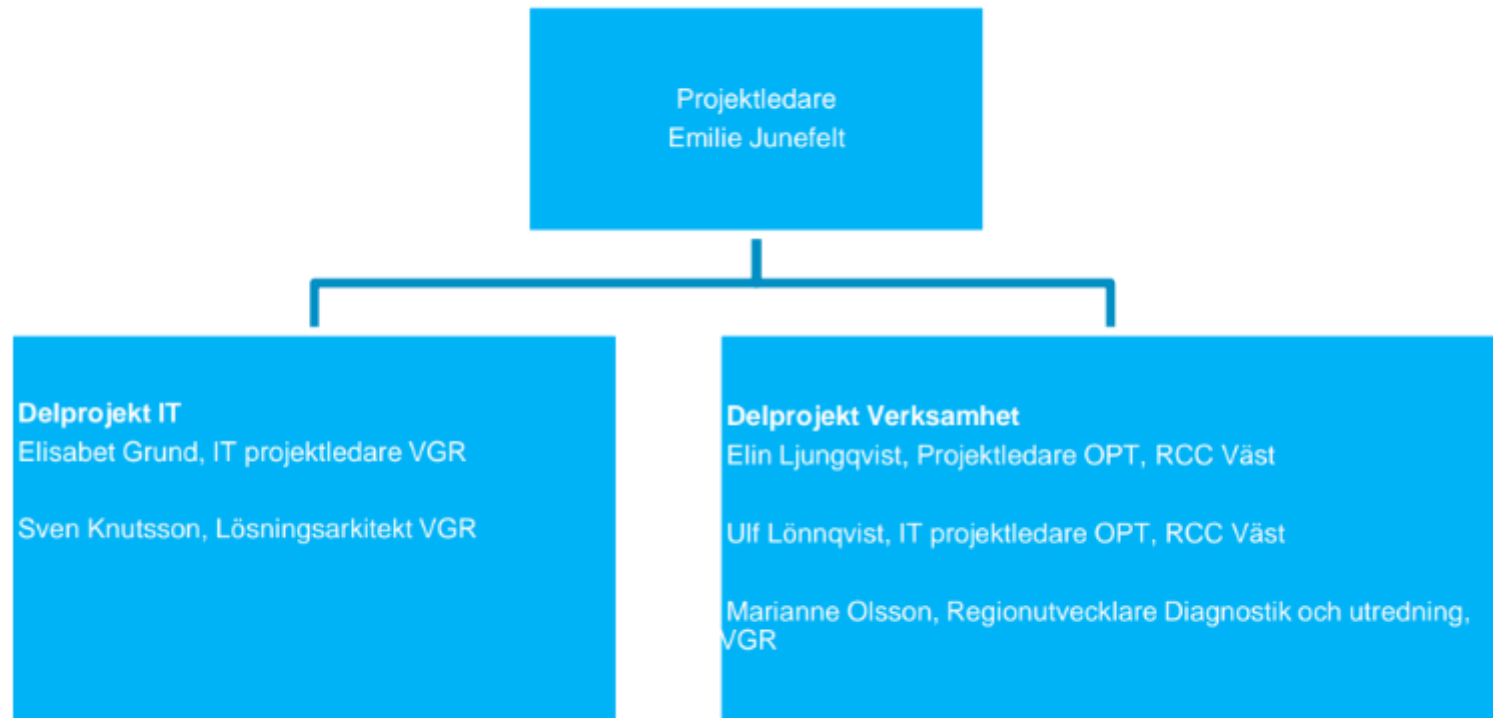 Projektledare
Emilie Junefelt
Delprojekt IT
Elisabet Grund, IT projektledare VGR
Sven Knutsson, Lösningsarkitekt VGR
Delprojekt Verksamhet
Elin Ljungqvist, Projektledare OPT, RCC Väst
Ulf Lönnqvist, IT projektledare OPT, RCC Väst
Marianne Olsson, Regionutvecklare Diagnostik och utredning,
VGR